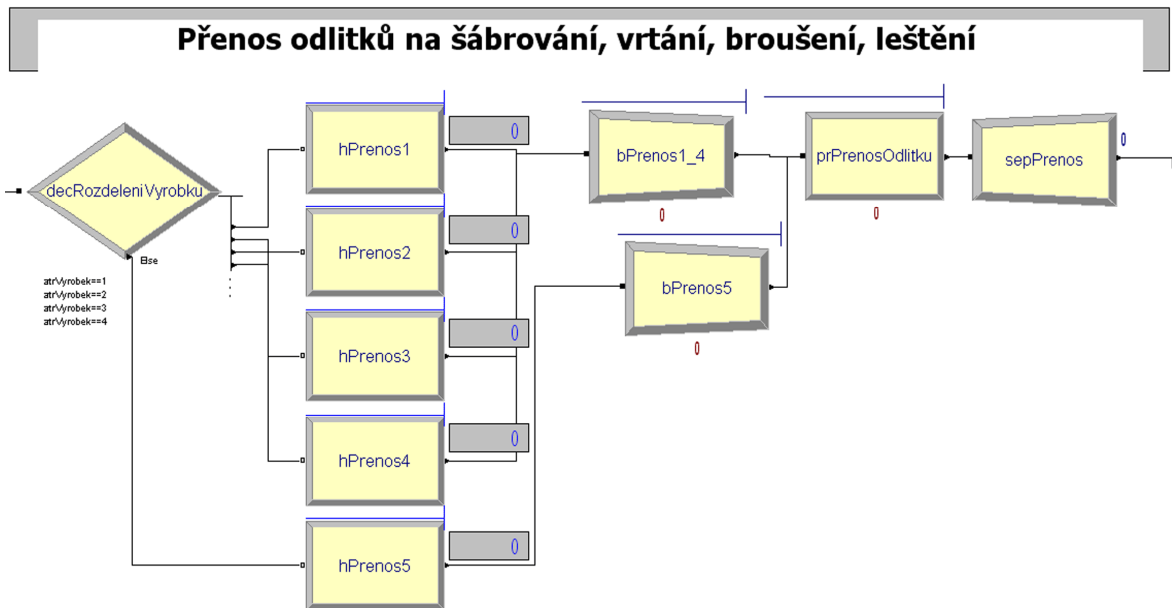 Přenos odlitků na šábrování, vrtání, broušení, leštění
decRozdeleniVyrobku
Else
atrVyrobek==1
atrVyrobek==2
atrVyrobek==3
atrVyrobek==4
hPrenos1
0
hPrenos2
0
hPrenos3
0
hPrenos4
0
hPrenos5
0
bPrenos1_4
0
bPrenos5
0
prPrenosOdlitku
0
sepPrenos
0